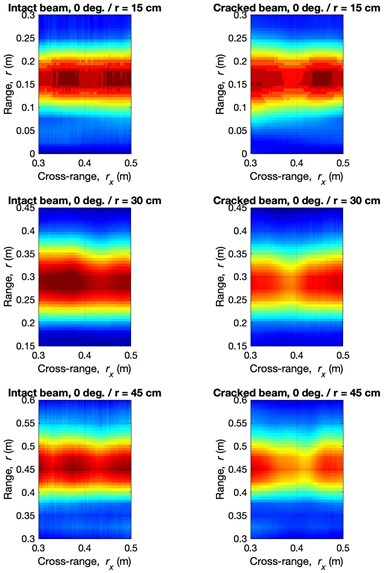 Intact beam, 0 deg. / r = 15 cm
Cracked beam, 0 deg. / r = 15 cm
0.3
0.25
0.2
0.15
0.1
0.05
0
Range, r (m)
0.3 0.4 0.5
Cross-range, rx (m)
0.3
0.25
0.2
0.15
0.1
0.05
0
Range, r (m)
0.3 0.4 0.5
Cross-range, rx (m)
Intact beam, 0 deg. / r = 30 cm
Cracked beam, 0 deg. / r = 30 cm
0.45
0.4
0.35
0.3
0.25
0.2
0.15
Range, r (m)
0.3 0.4 0.5
Cross-range, rx (m)
0.45
0.4
0.35
0.3
0.25
0.2
0.15
Range, r (m)
0.3 0.4 0.5
Cross-range, rx (m)
Intact beam, 0 deg. / r = 45 cm
Cracked beam, 0 deg. / r = 45 cm
0.6
0.55
0.5
0.45
0.4
0.35
0.3
Range, r (m)
0.3 0.4 0.5
Cross-range, rx (m)
0.6
0.55
0.5
0.45
0.4
0.35
0.3
Range, r (m)
0.3 0.4 0.5
Cross-range, rx (m)